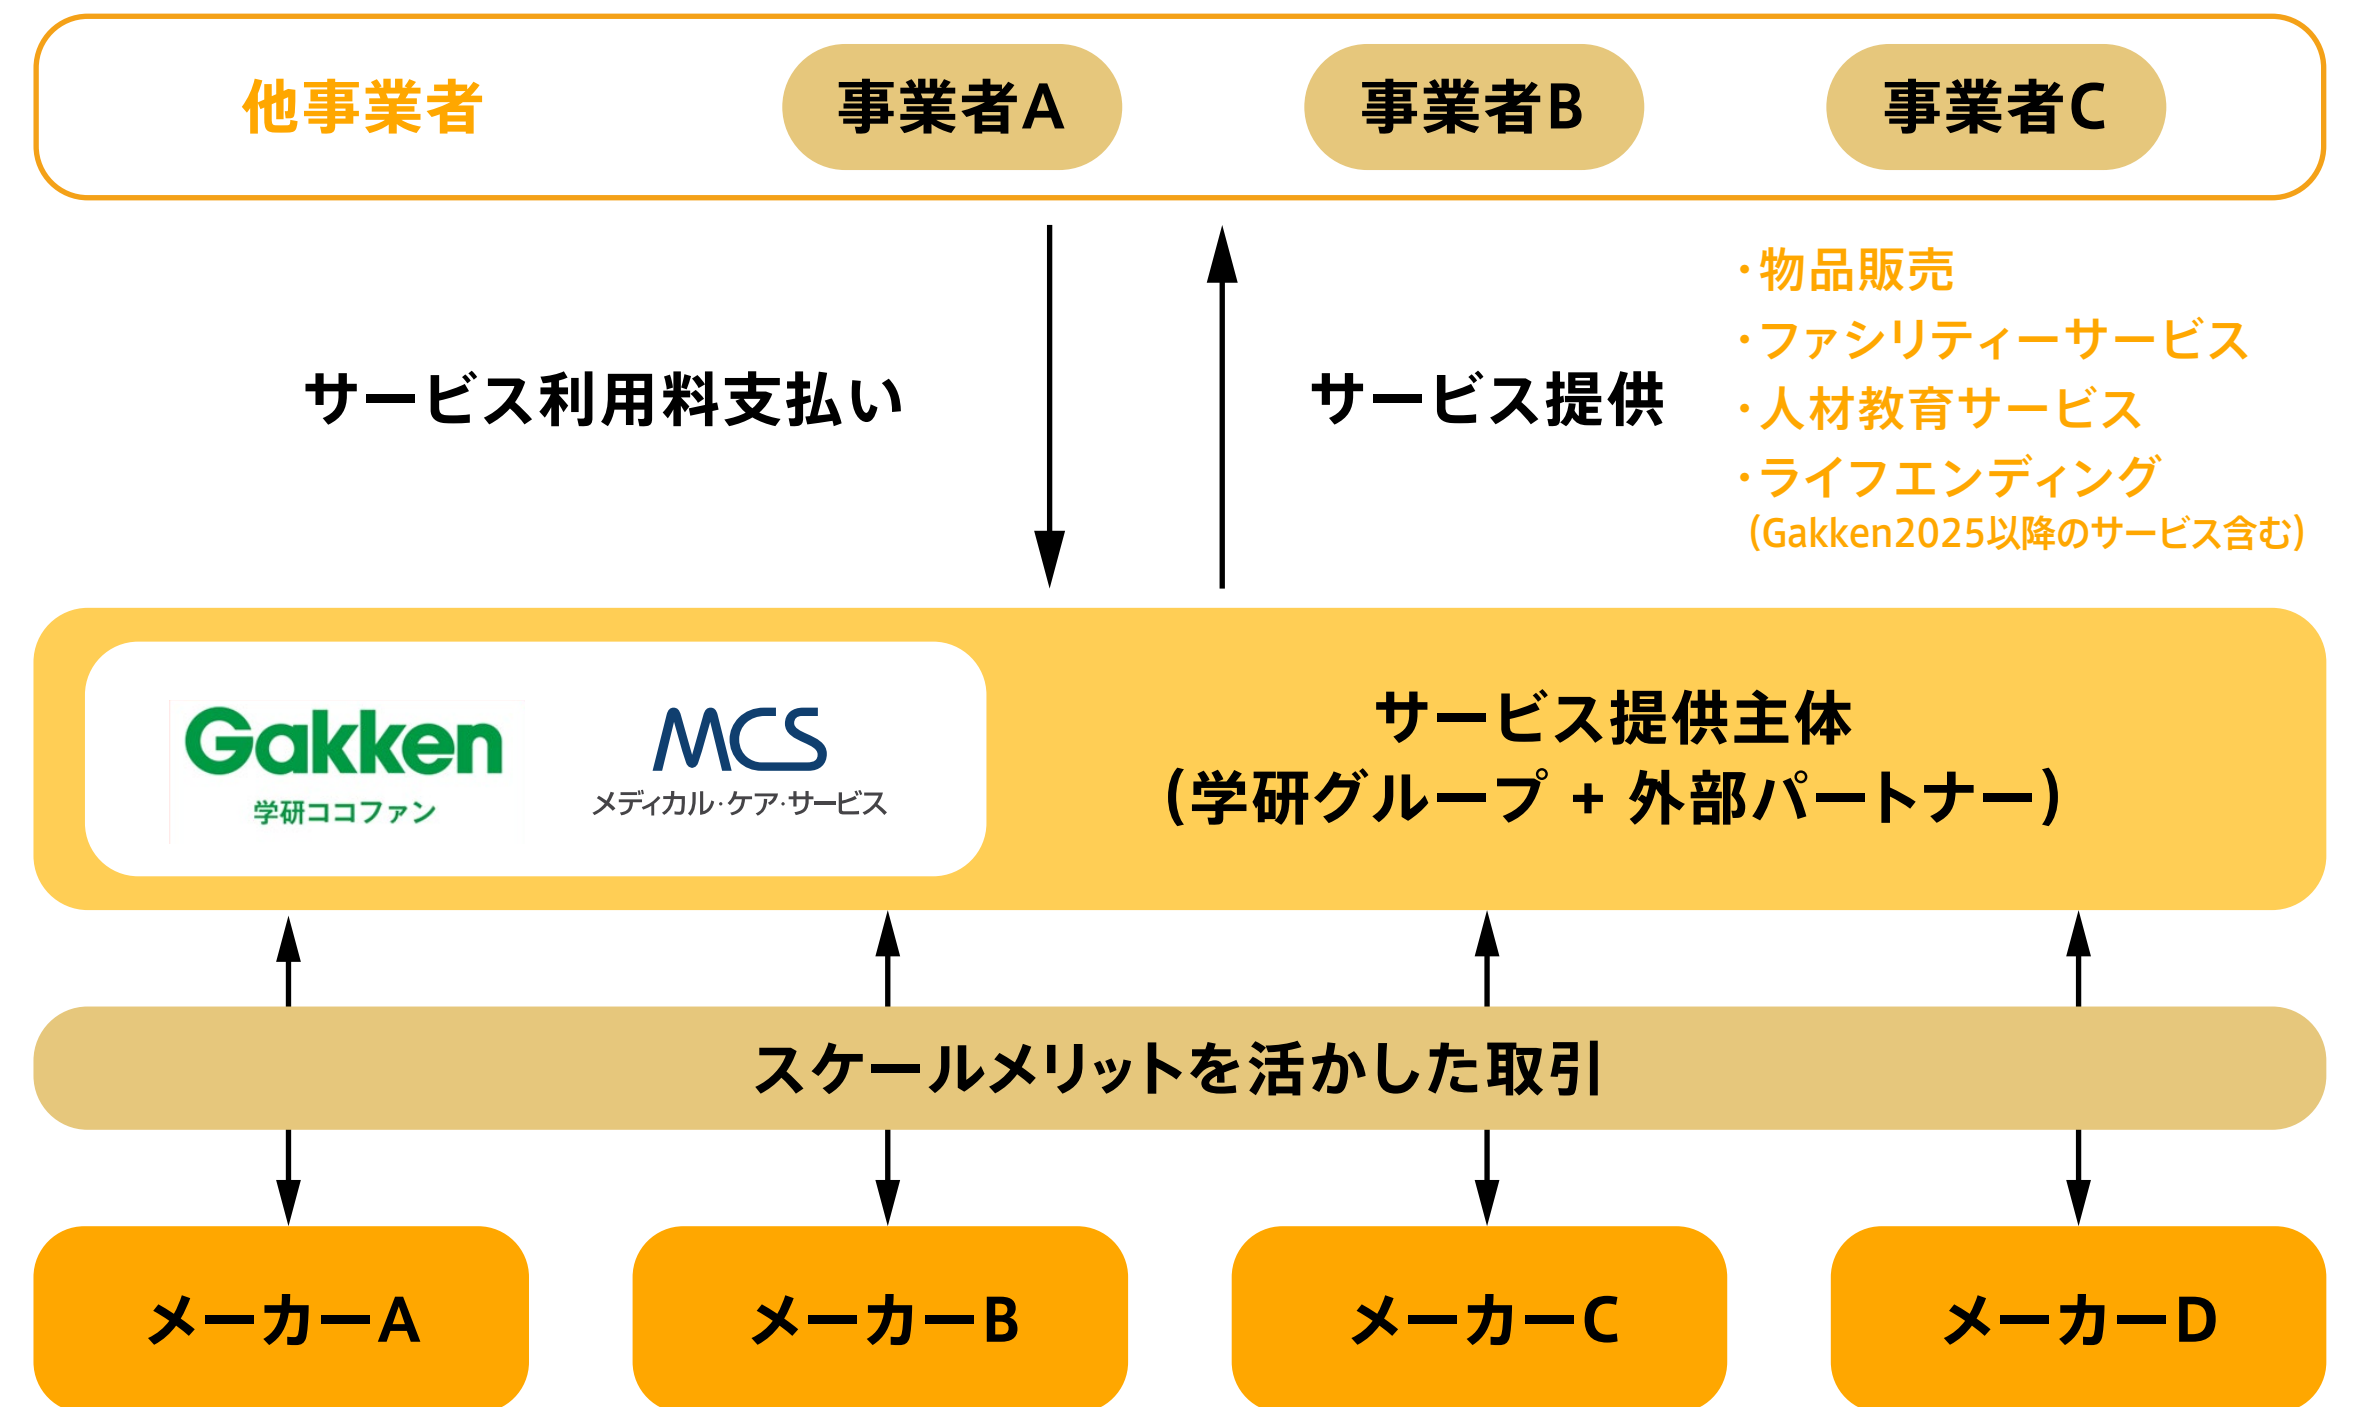 他事業者
事業者A
事業者B
事業者C
サービス利用料支払い
サービス提供
・物品販売
・ファシリティーサービス
・人材教育サービス
・ライフエンディング
(Gakken2025以降のサービス含む)
Gakken
学研ココファン
MCS
メディカル・ケア・サービス
サービス提供主体
(学研グループ + 外部パートナー)
スケールメリットを活かした取引
メーカーA
メーカーB
メーカーC
メーカーD